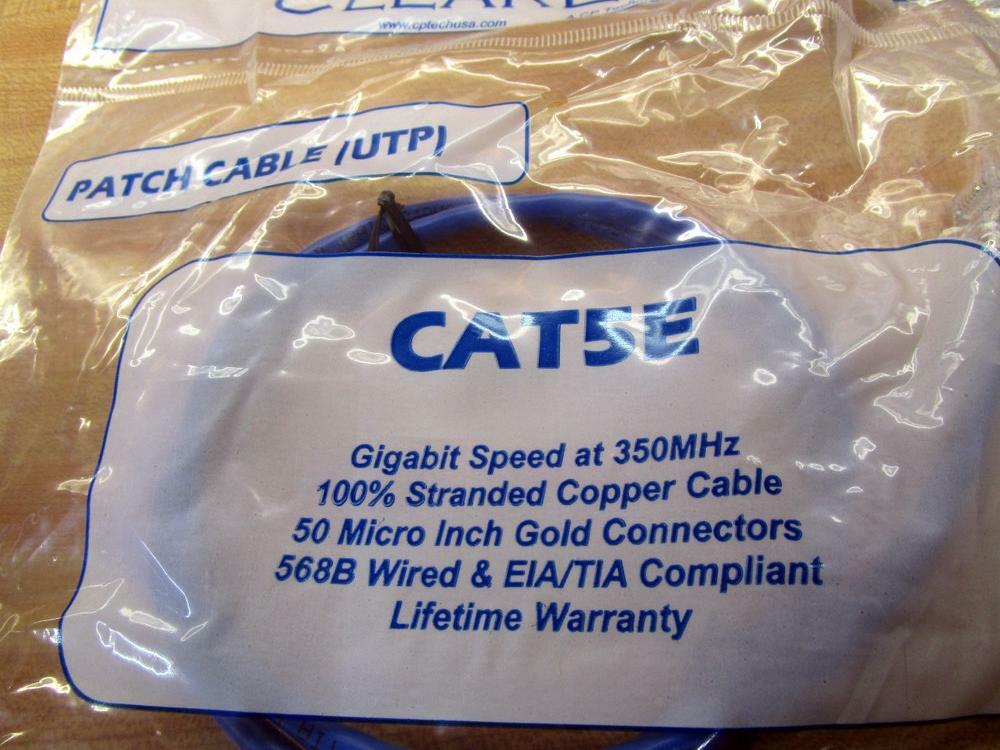 www.cptechusa.com
PATCH CABLE (UTP)
CAT5E
Gigabit Speed at 350MHz
100% Stranded Copper Cable
50 Micro Inch Gold Connectors
568B Wired & EIA/TIA Compliant
Lifetime Warranty